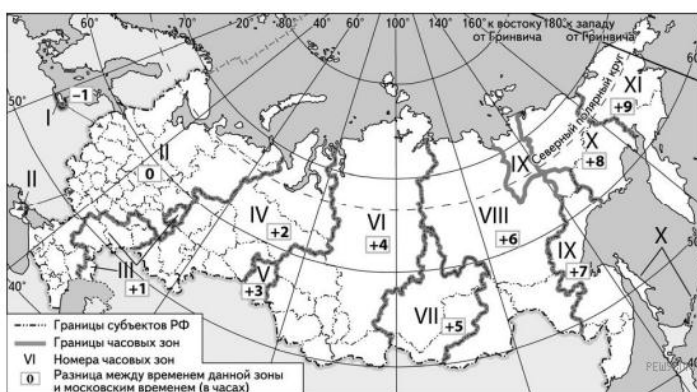 60° 80° 20° 40° 60° 100° 140° 160° 180°
к востоку от Гринвича
180° к западу от Гринвича
60°
Северный полярный круг
50°
-1
I
II
0
II
III
+1
40°
IV
+2
V
+3
VI
+4
VII
+5
VIII
+6
IX
IX
+7
X
+8
XI
+9
X
50
Границы субъектов РФ
Границы часовых зон
VI Номера часовых зон
0 Разница между временем данной зоны
и московским временем (в часах)